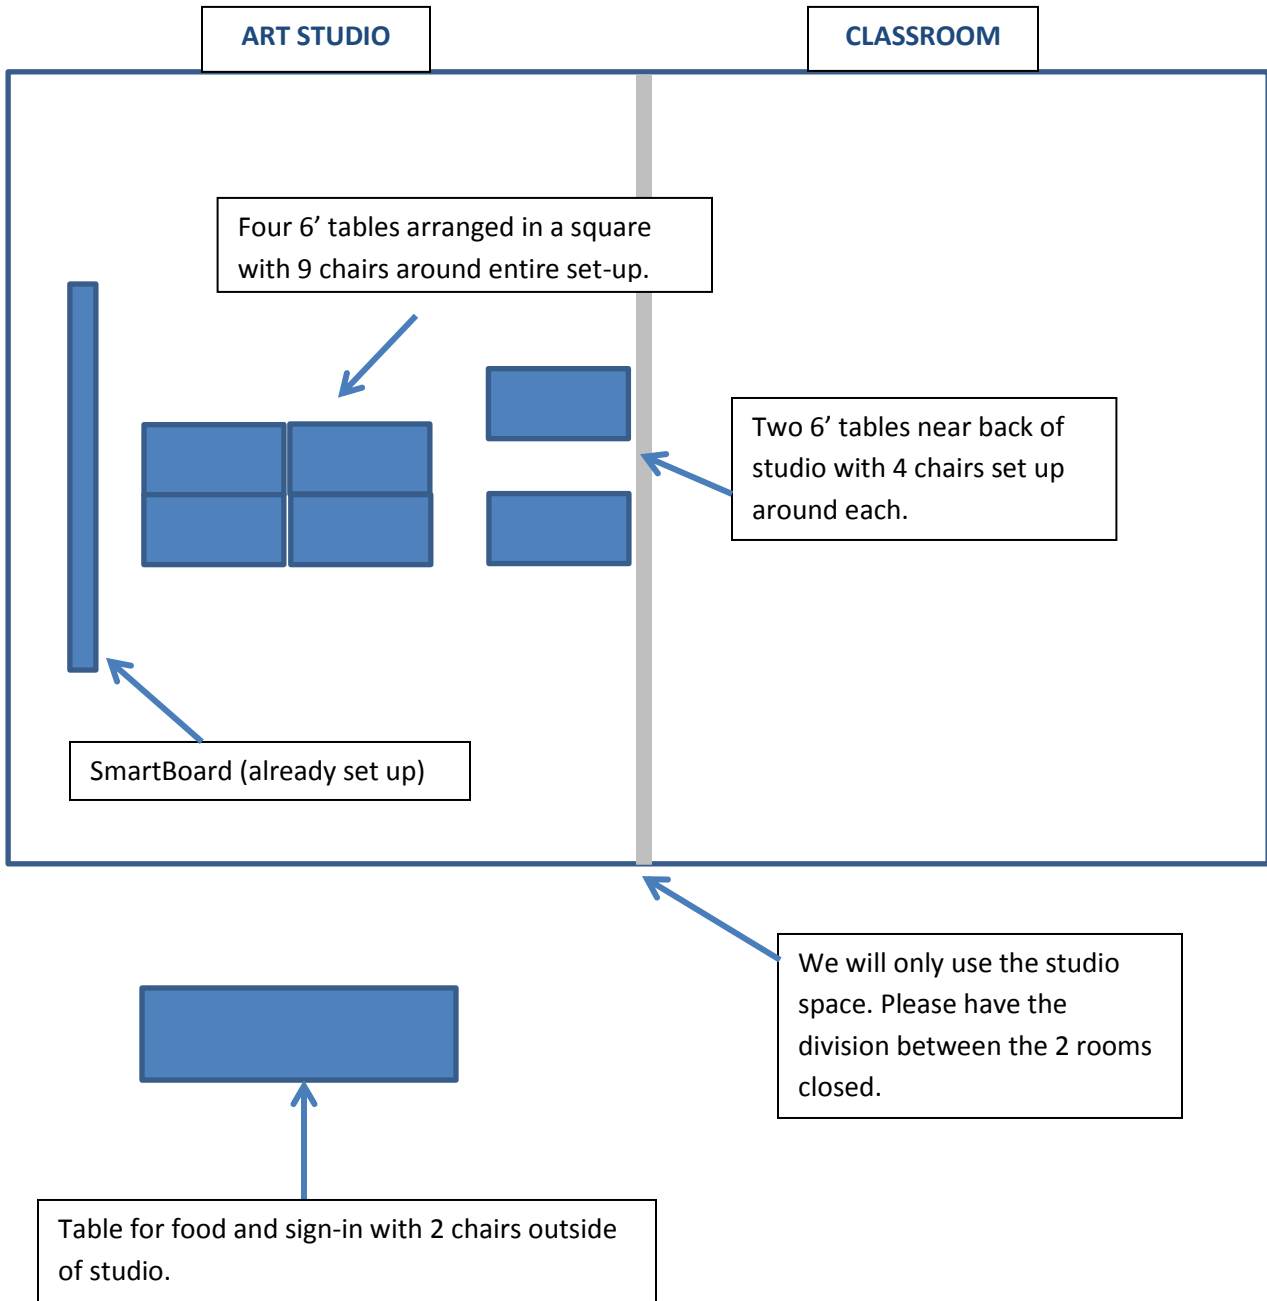 ART STUDIO
CLASSROOM
Four 6’ tables arranged in a square
with 9 chairs around entire set-up.
Two 6’ tables near back of
studio with 4 chairs set up
around each.
SmartBoard (already set up)
We will only use the studio
space. Please have the
division between the 2 rooms
closed.
Table for food and sign-in with 2 chairs outside
of studio.